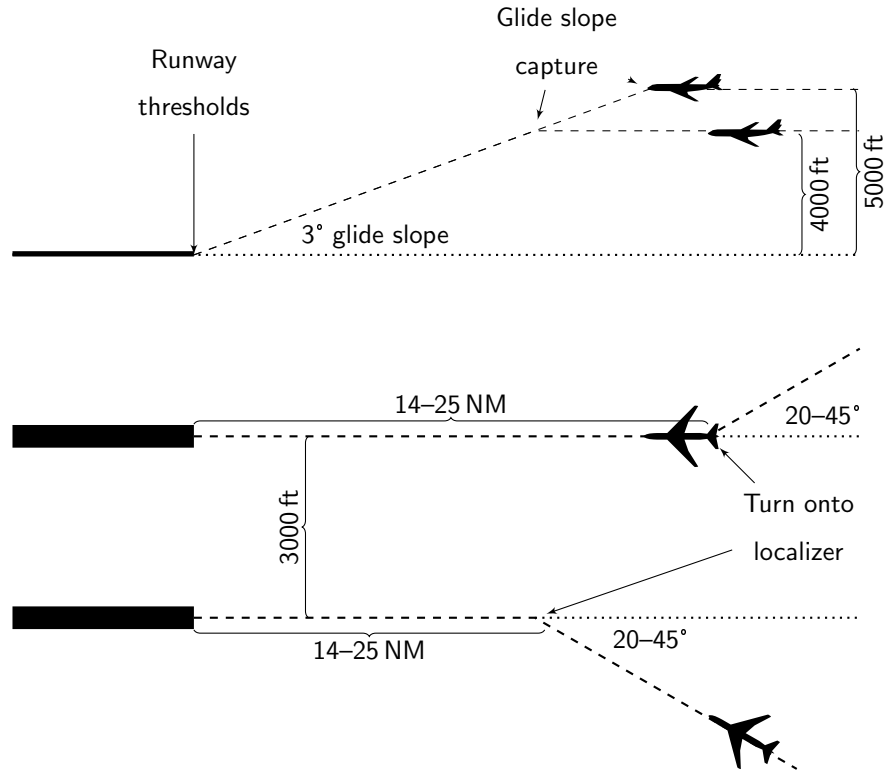 Glide slope
capture
Runway
thresholds
4000 ft
5000 ft
3° glide slope
14–25 NM
20–45°
3000 ft
Turn onto
localizer
14–25 NM
20–45°